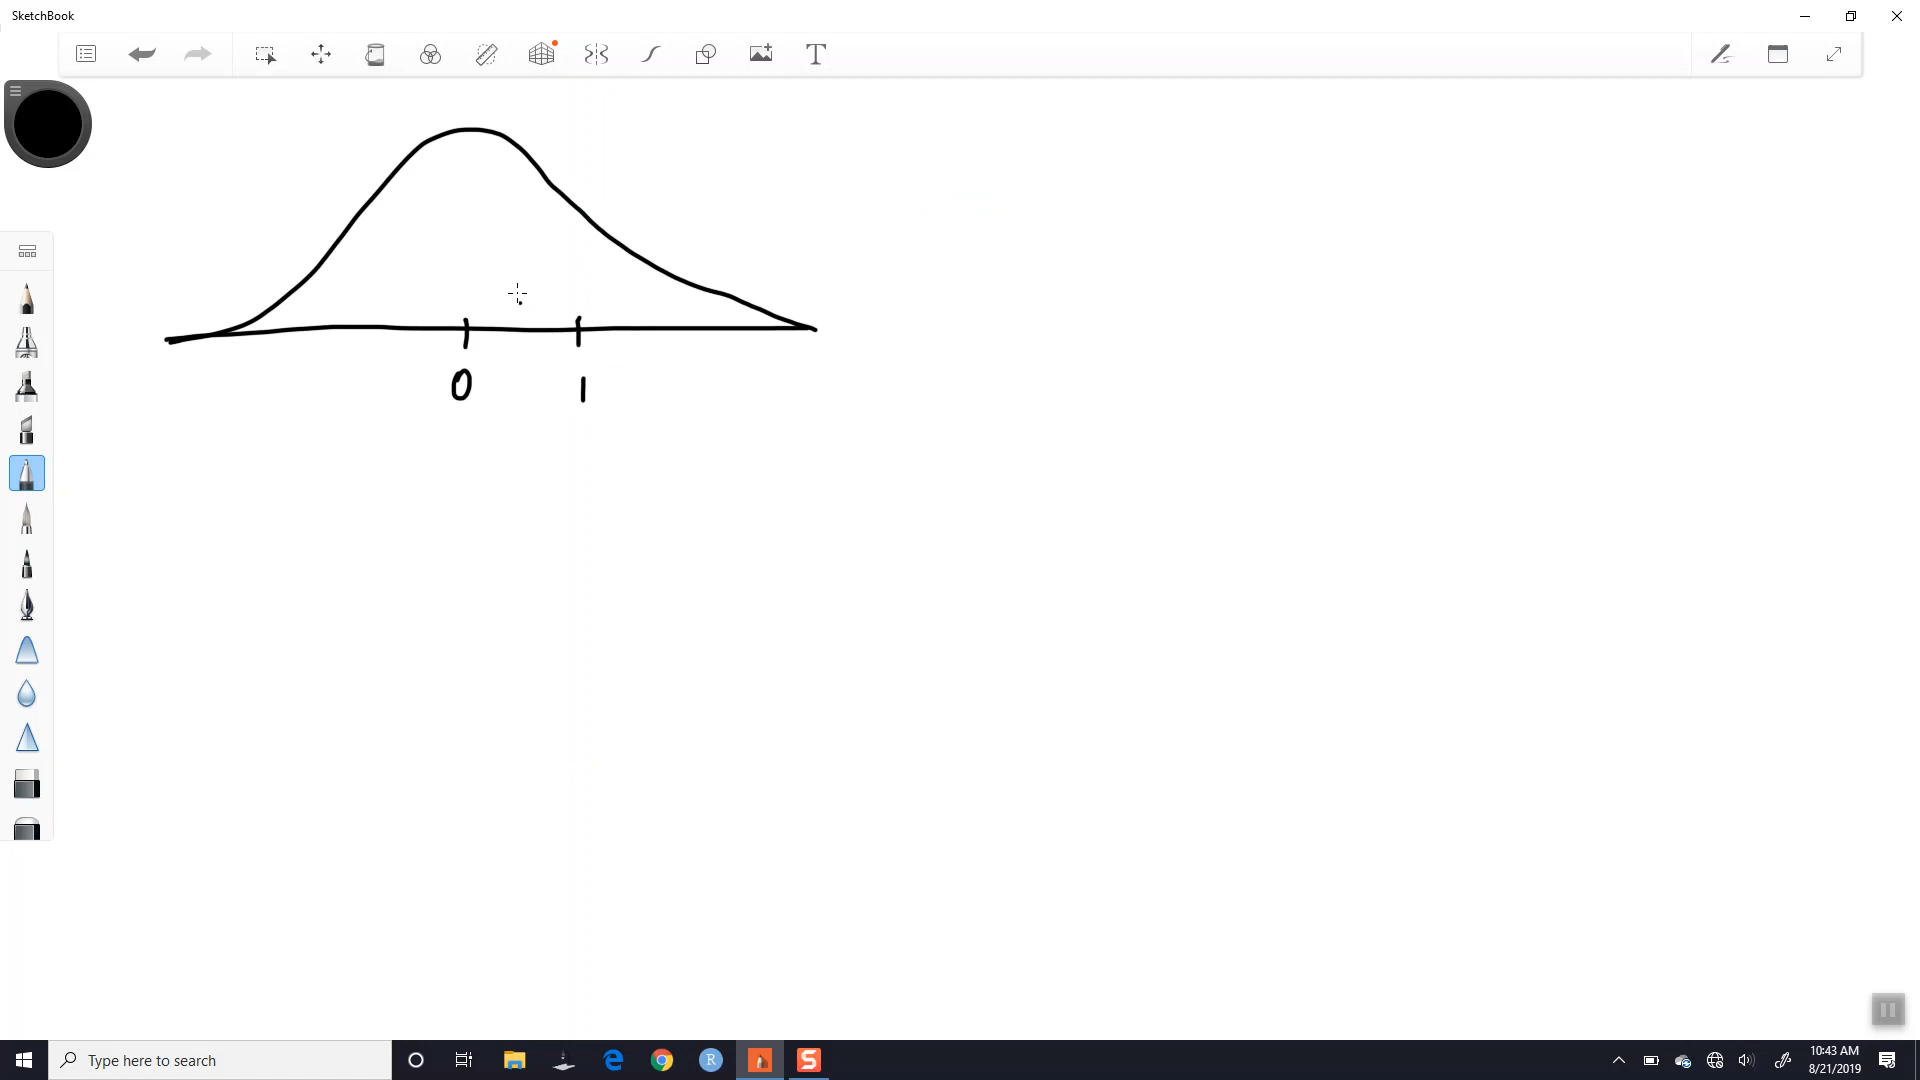 SketchBook
T
0 1
R
S
Type here to search
10:43 AM
8/21/2019